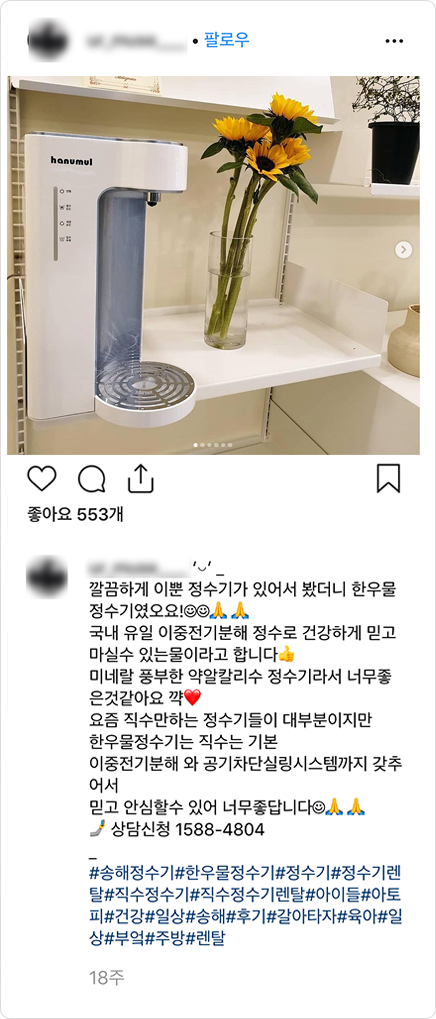 • 팔로우
hanumul
좋아요 553개
'◡' _
깔끔하게 이뿐 정수기가 있어서 봤더니 한우물
정수기였오요!☺☺🙏🙏
국내 유일 이중전기분해 정수로 건강하게 믿고
마실수 있는물이라고 합니다👍
미네랄 풍부한 약알칼리수 정수기라서 너무좋
은것같아요 꺅❤️
요즘 직수만하는 정수기들이 대부분이지만
한우물정수기는 직수는 기본
이중전기분해 와 공기차단실링시스템까지 갖추
어서
믿고 안심할수 있어 너무좋답니다☺🙏🙏
🤳 상담신청 1588-4804
_
#송해정수기#한우물정수기#정수기#정수기렌
탈#직수정수기#직수정수기렌탈#아이들#아토
피#건강#일상#송해#후기#갈아타자#육아#일
상#부엌#주방#렌탈
18주